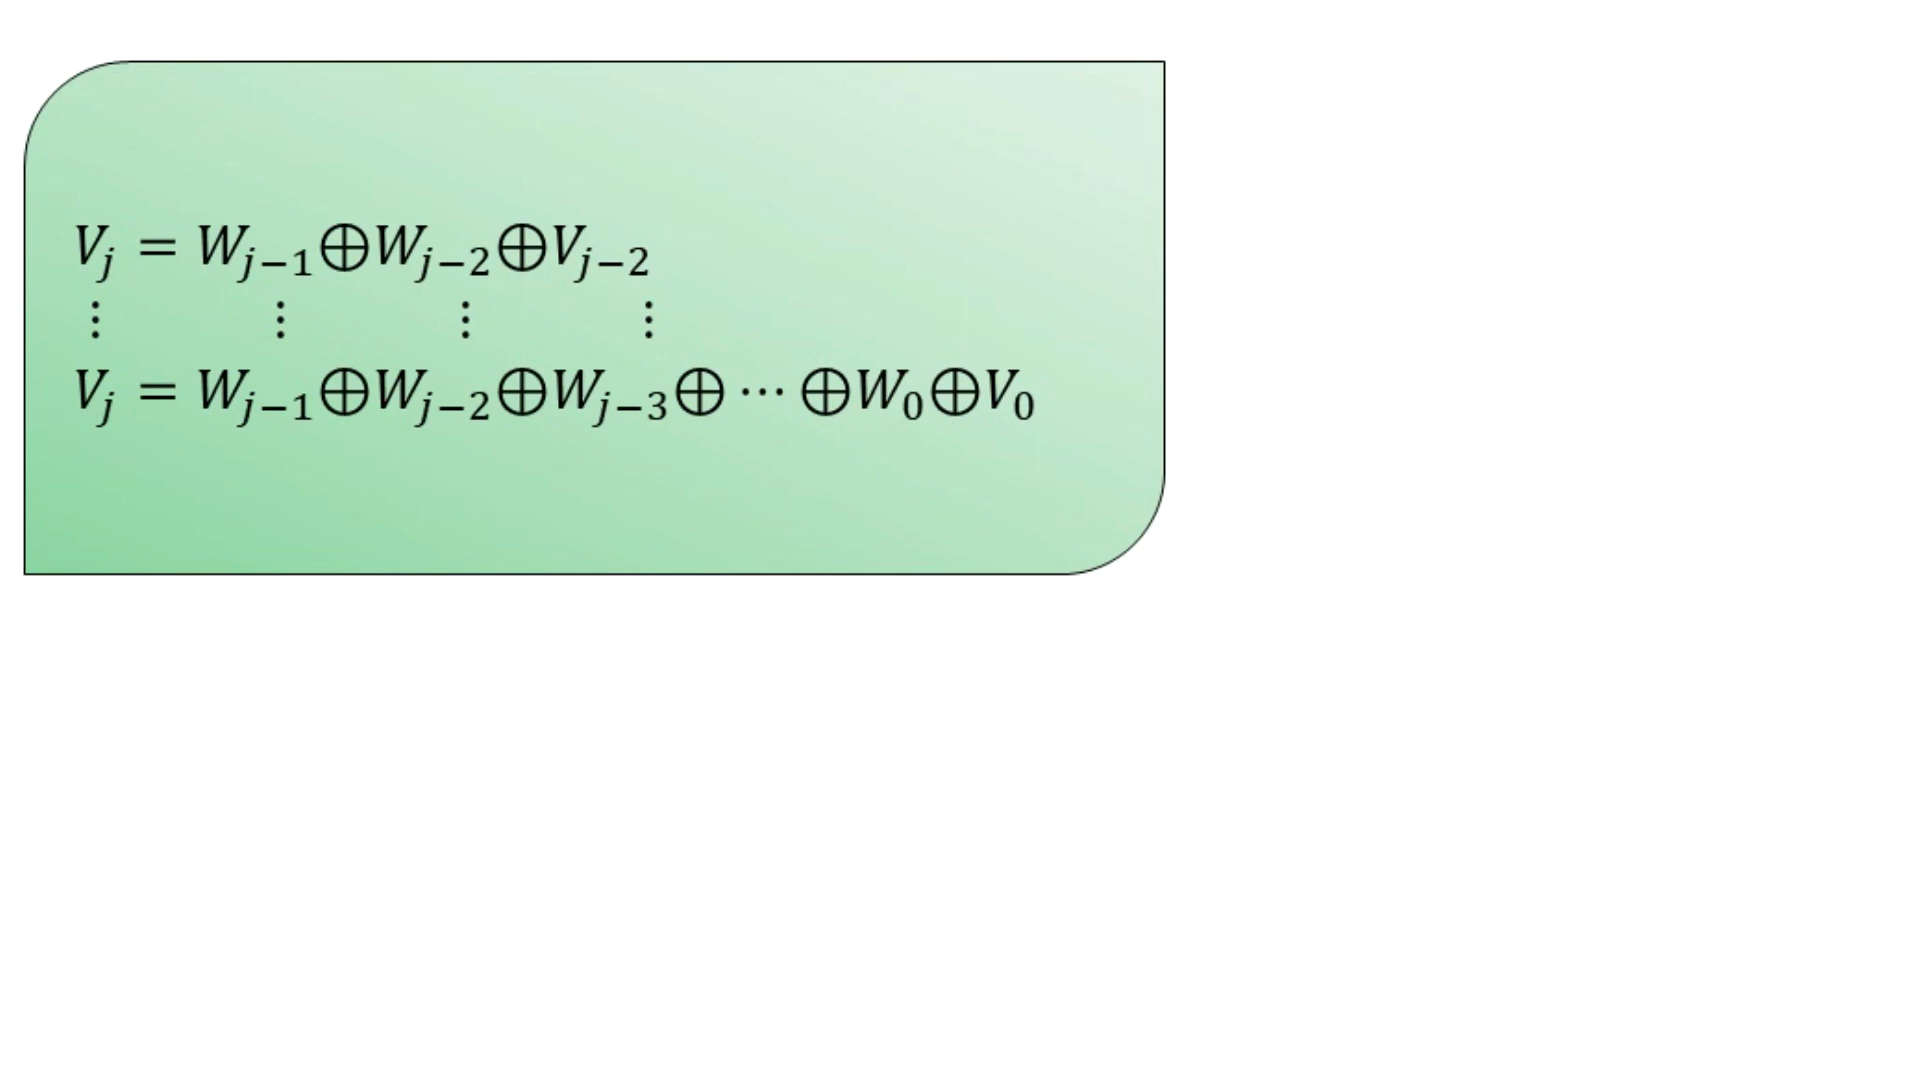 V_j = W_{j−1}⊕W_{j−2}⊕V_{j−2}
⋮ ⋮ ⋮ ⋮
V_j = W_{j−1}⊕W_{j−2}⊕W_{j−3}⊕ ⋯ ⊕W_0⊕V_0